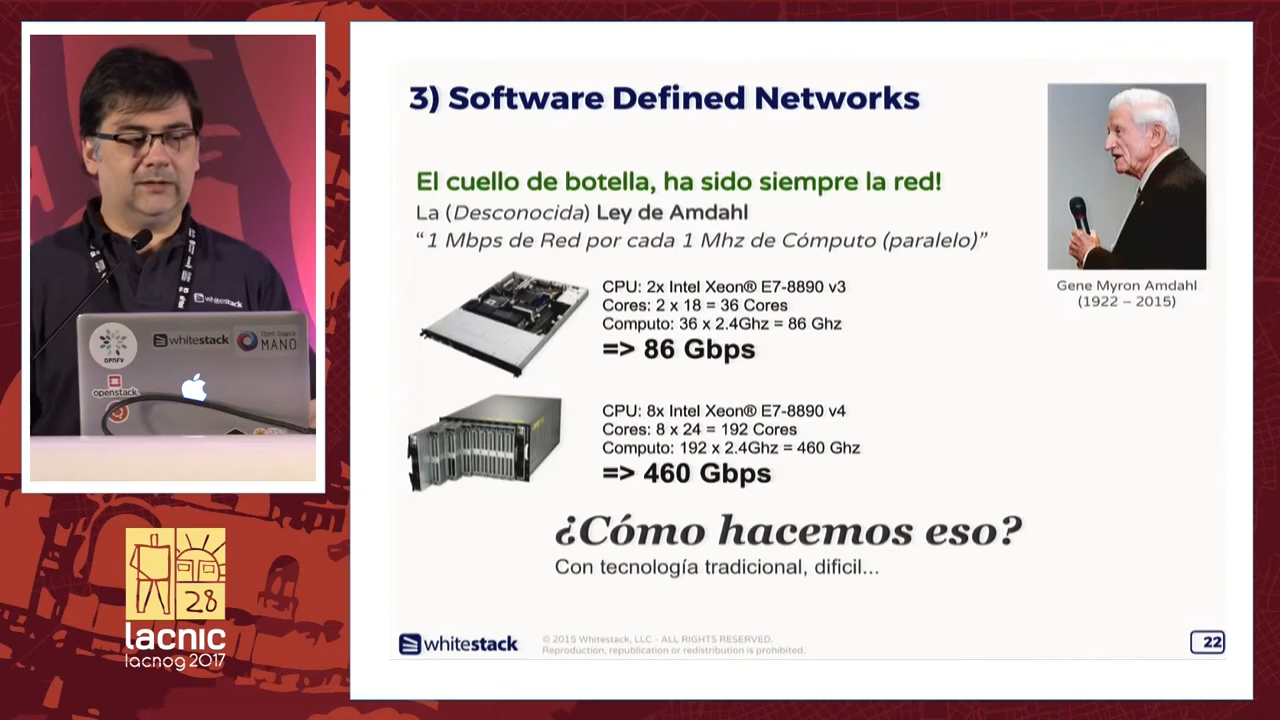 3) Software Defined Networks
El cuello de botella, ha sido siempre la red!
La (Desconocida) Ley de Amdahl
“1 Mbps de Red por cada 1 Mhz de Cómputo (paralelo)”
Gene Myron Amdahl
(1922 – 2015)
CPU: 2x Intel Xeon® E7-8890 v3
Cores: 2 x 18 = 36 Cores
Computo: 36 x 2.4Ghz = 86 Ghz
=> 86 Gbps
CPU: 8x Intel Xeon® E7-8890 v4
Cores: 8 x 24 = 192 Cores
Computo: 192 x 2.4Ghz = 460 Ghz
=> 460 Gbps
¿Cómo hacemos eso?
Con tecnología tradicional, dificil...
whitestack
© 2015 Whitestack, LLC - ALL RIGHTS RESERVED.
Reproduction, republication or redistribution is prohibited.
22
whitestack
OPNFV
whitestack
Open Source
MANO
openstack
28
lacnic
lacnog 2017